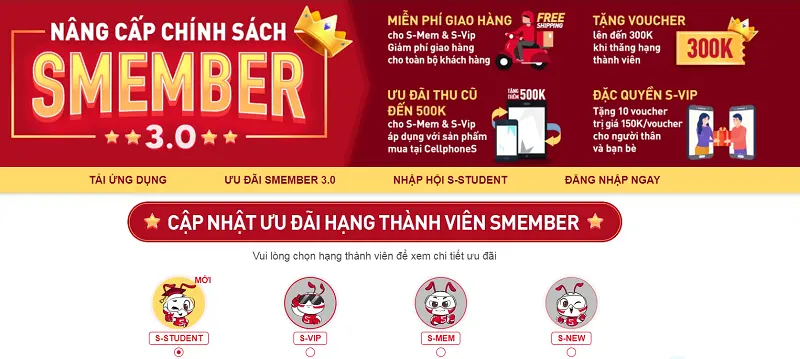 NÂNG CẤP CHÍNH SÁCH
SMEMBER
3.0
MIỄN PHÍ GIAO HÀNG
cho S-Mem & S-Vip
Giảm phí giao hàng
cho toàn bộ khách hàng
FREE
SHIPPING
TẶNG VOUCHER
lên đến 300K
khi thăng hạng
thành viên
300K
ƯU ĐÃI THU CŨ
ĐẾN 500K
cho S-Mem & S-Vip
áp dụng với sản phẩm
mua tại CellphoneS
TẶNG
THÊM
500K
ĐẶC QUYỀN S-VIP
Tặng 10 voucher
trị giá 150K/voucher
cho người thân
và bạn bè
TẢI ỨNG DỤNG
ƯU ĐÃI SMEMBER 3.0
NHẬP HỘI S-STUDENT
ĐĂNG NHẬP NGAY
CẬP NHẬT ƯU ĐÃI HẠNG THÀNH VIÊN SMEMBER
Vui lòng chọn hạng thành viên để xem chi tiết ưu đãi
MỚI
S-STUDENT
S-VIP
S-MEM
S-NEW